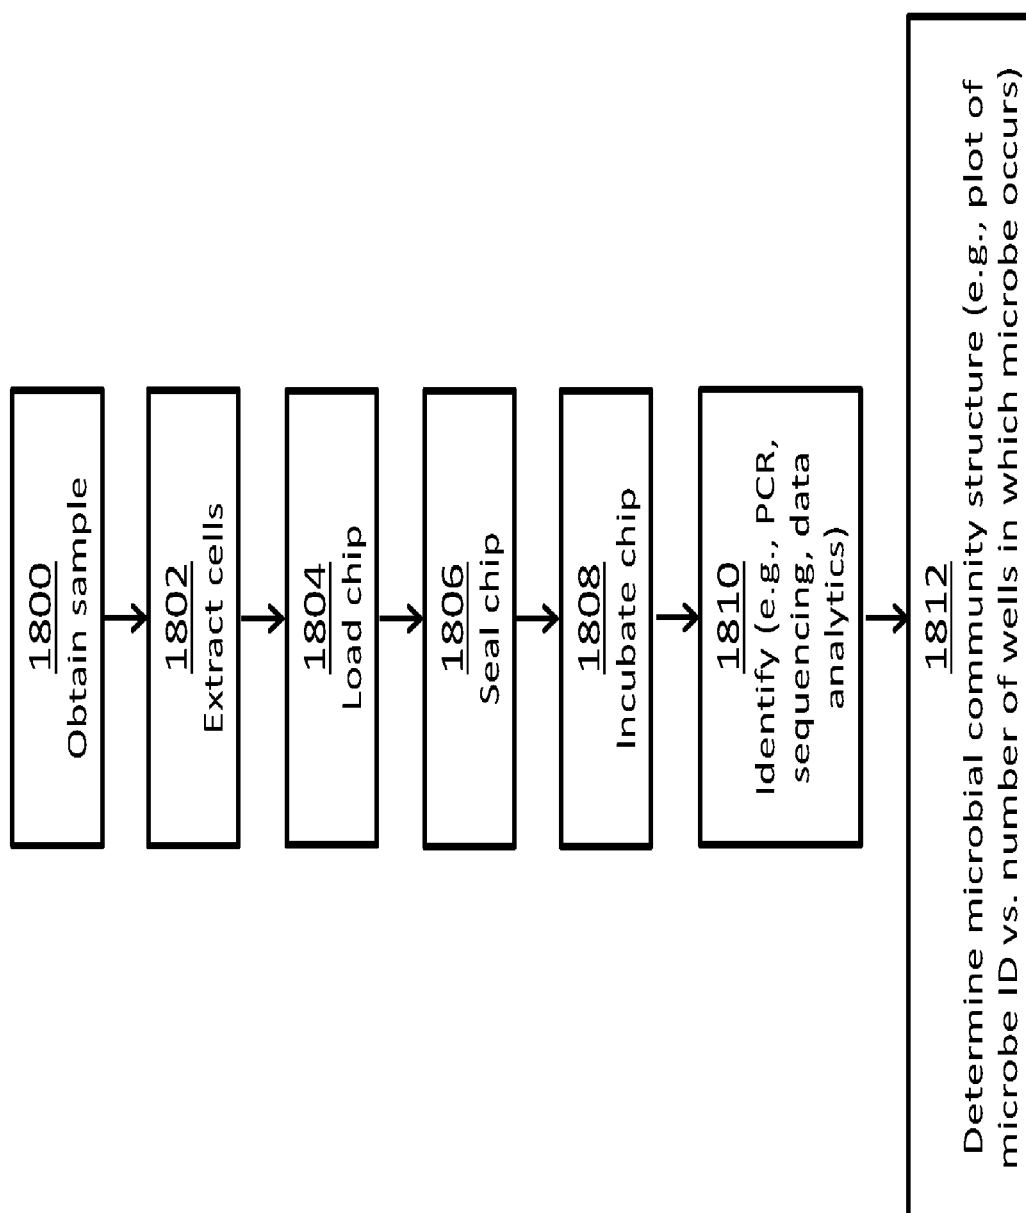 1800
Obtain sample
1802
Extract cells
1804
Load chip
1806
Seal chip
1808
Incubate chip
1810
Identify (e.g., PCR,
sequencing, data
analytics)
1812
Determine microbial community structure (e.g., plot of
microbe ID vs. number of wells in which microbe occurs)